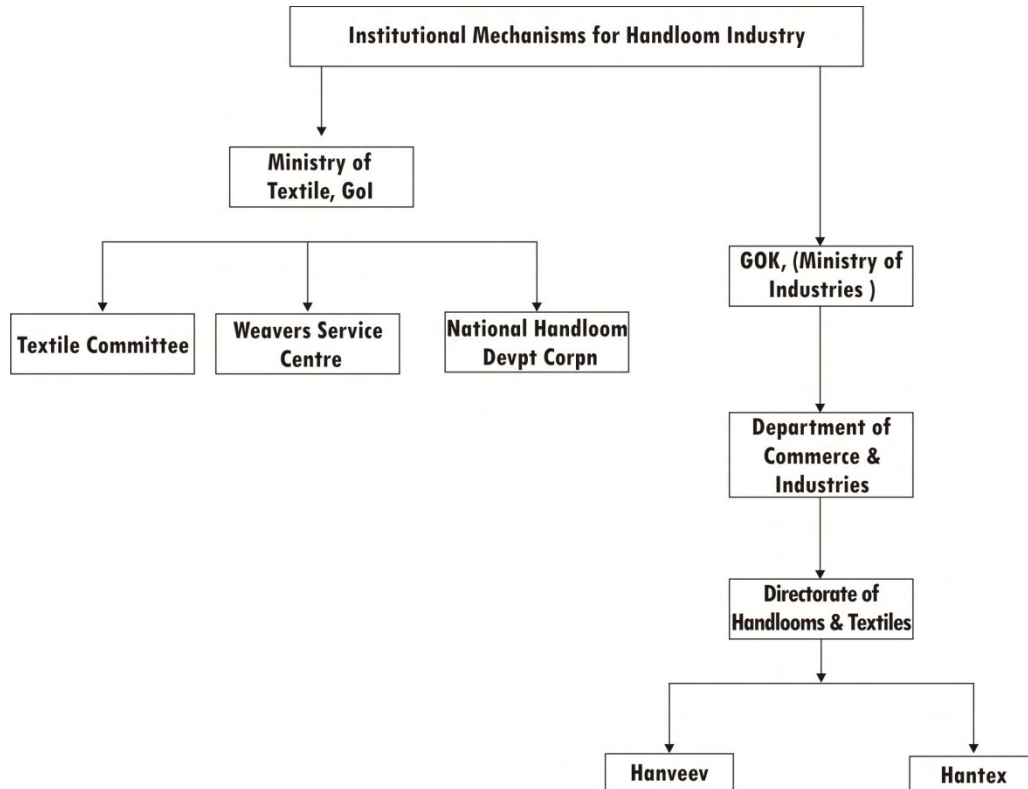 Institutional Mechanisms for Handloom Industry
Ministry of
Textile, GoI
GOK, (Ministry of
Industries )
Textile Committee
Weavers Service
Centre
National Handloom
Devpt Corpn
Department of
Commerce &
Industries
Directorate of
Handlooms & Textiles
Hanveev
Hantex